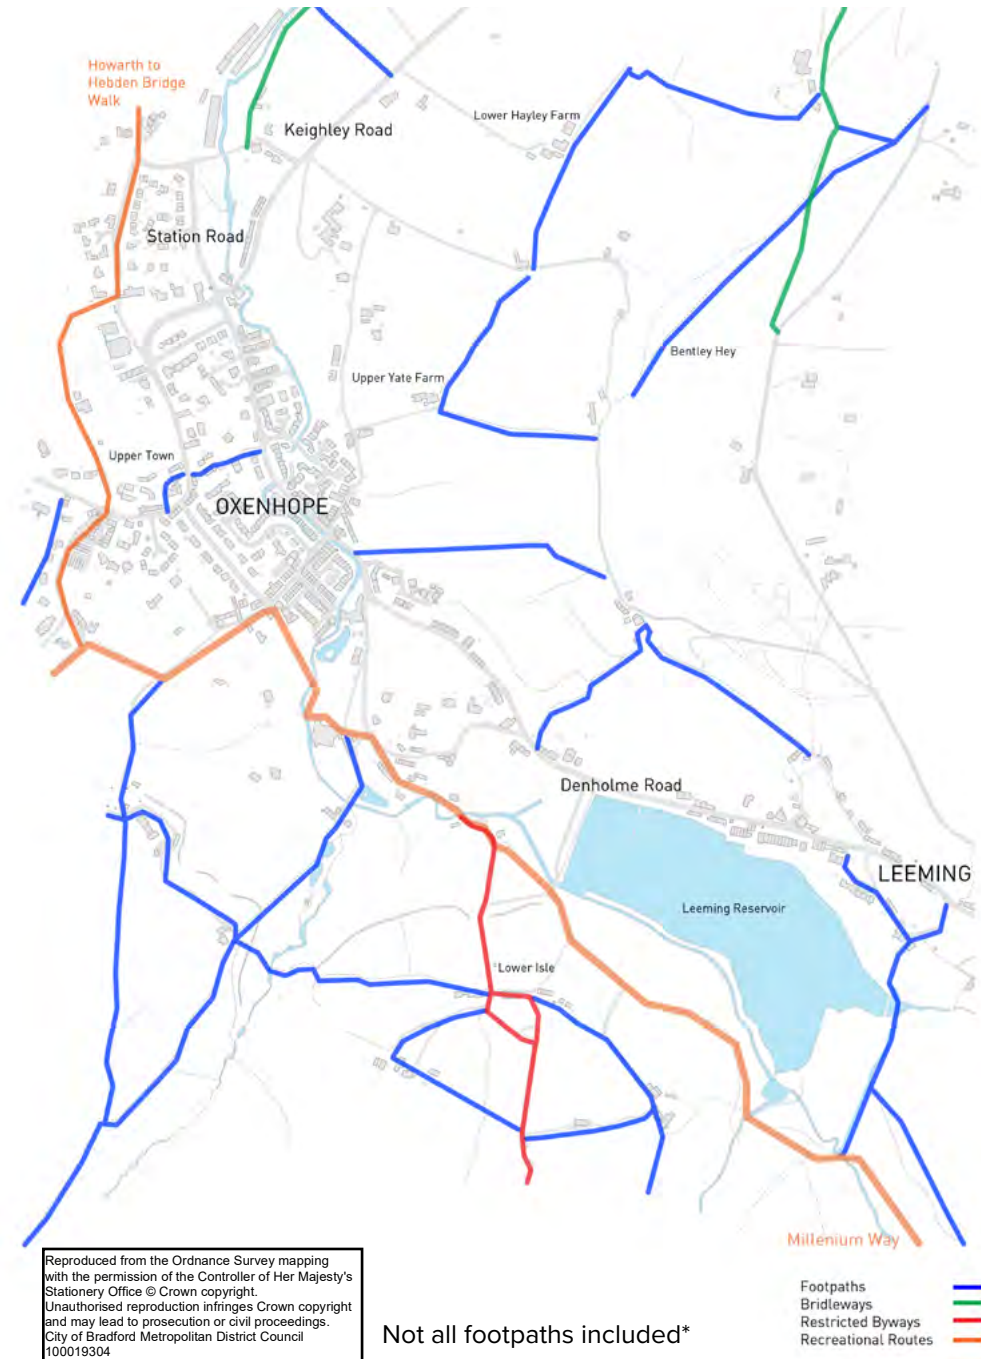 Howarth to
Hebden Bridge
Walk
Keighley Road
Lower Hayley Farm
Station Road
Bentley Hey
Upper Yate Farm
Upper Town
OXENHOPE
Denholme Road
LEEMING
Leeming Reservoir
Lower Isle
Millenium Way
Reproduced from the Ordnance Survey mapping
with the permission of the Controller of Her Majesty's
Stationery Office © Crown copyright.
Unauthorised reproduction infringes Crown copyright
and may lead to prosecution or civil proceedings.
City of Bradford Metropolitan District Council
100019304
Not all footpaths included*
Footpaths
Bridleways
Restricted Byways
Recreational Routes